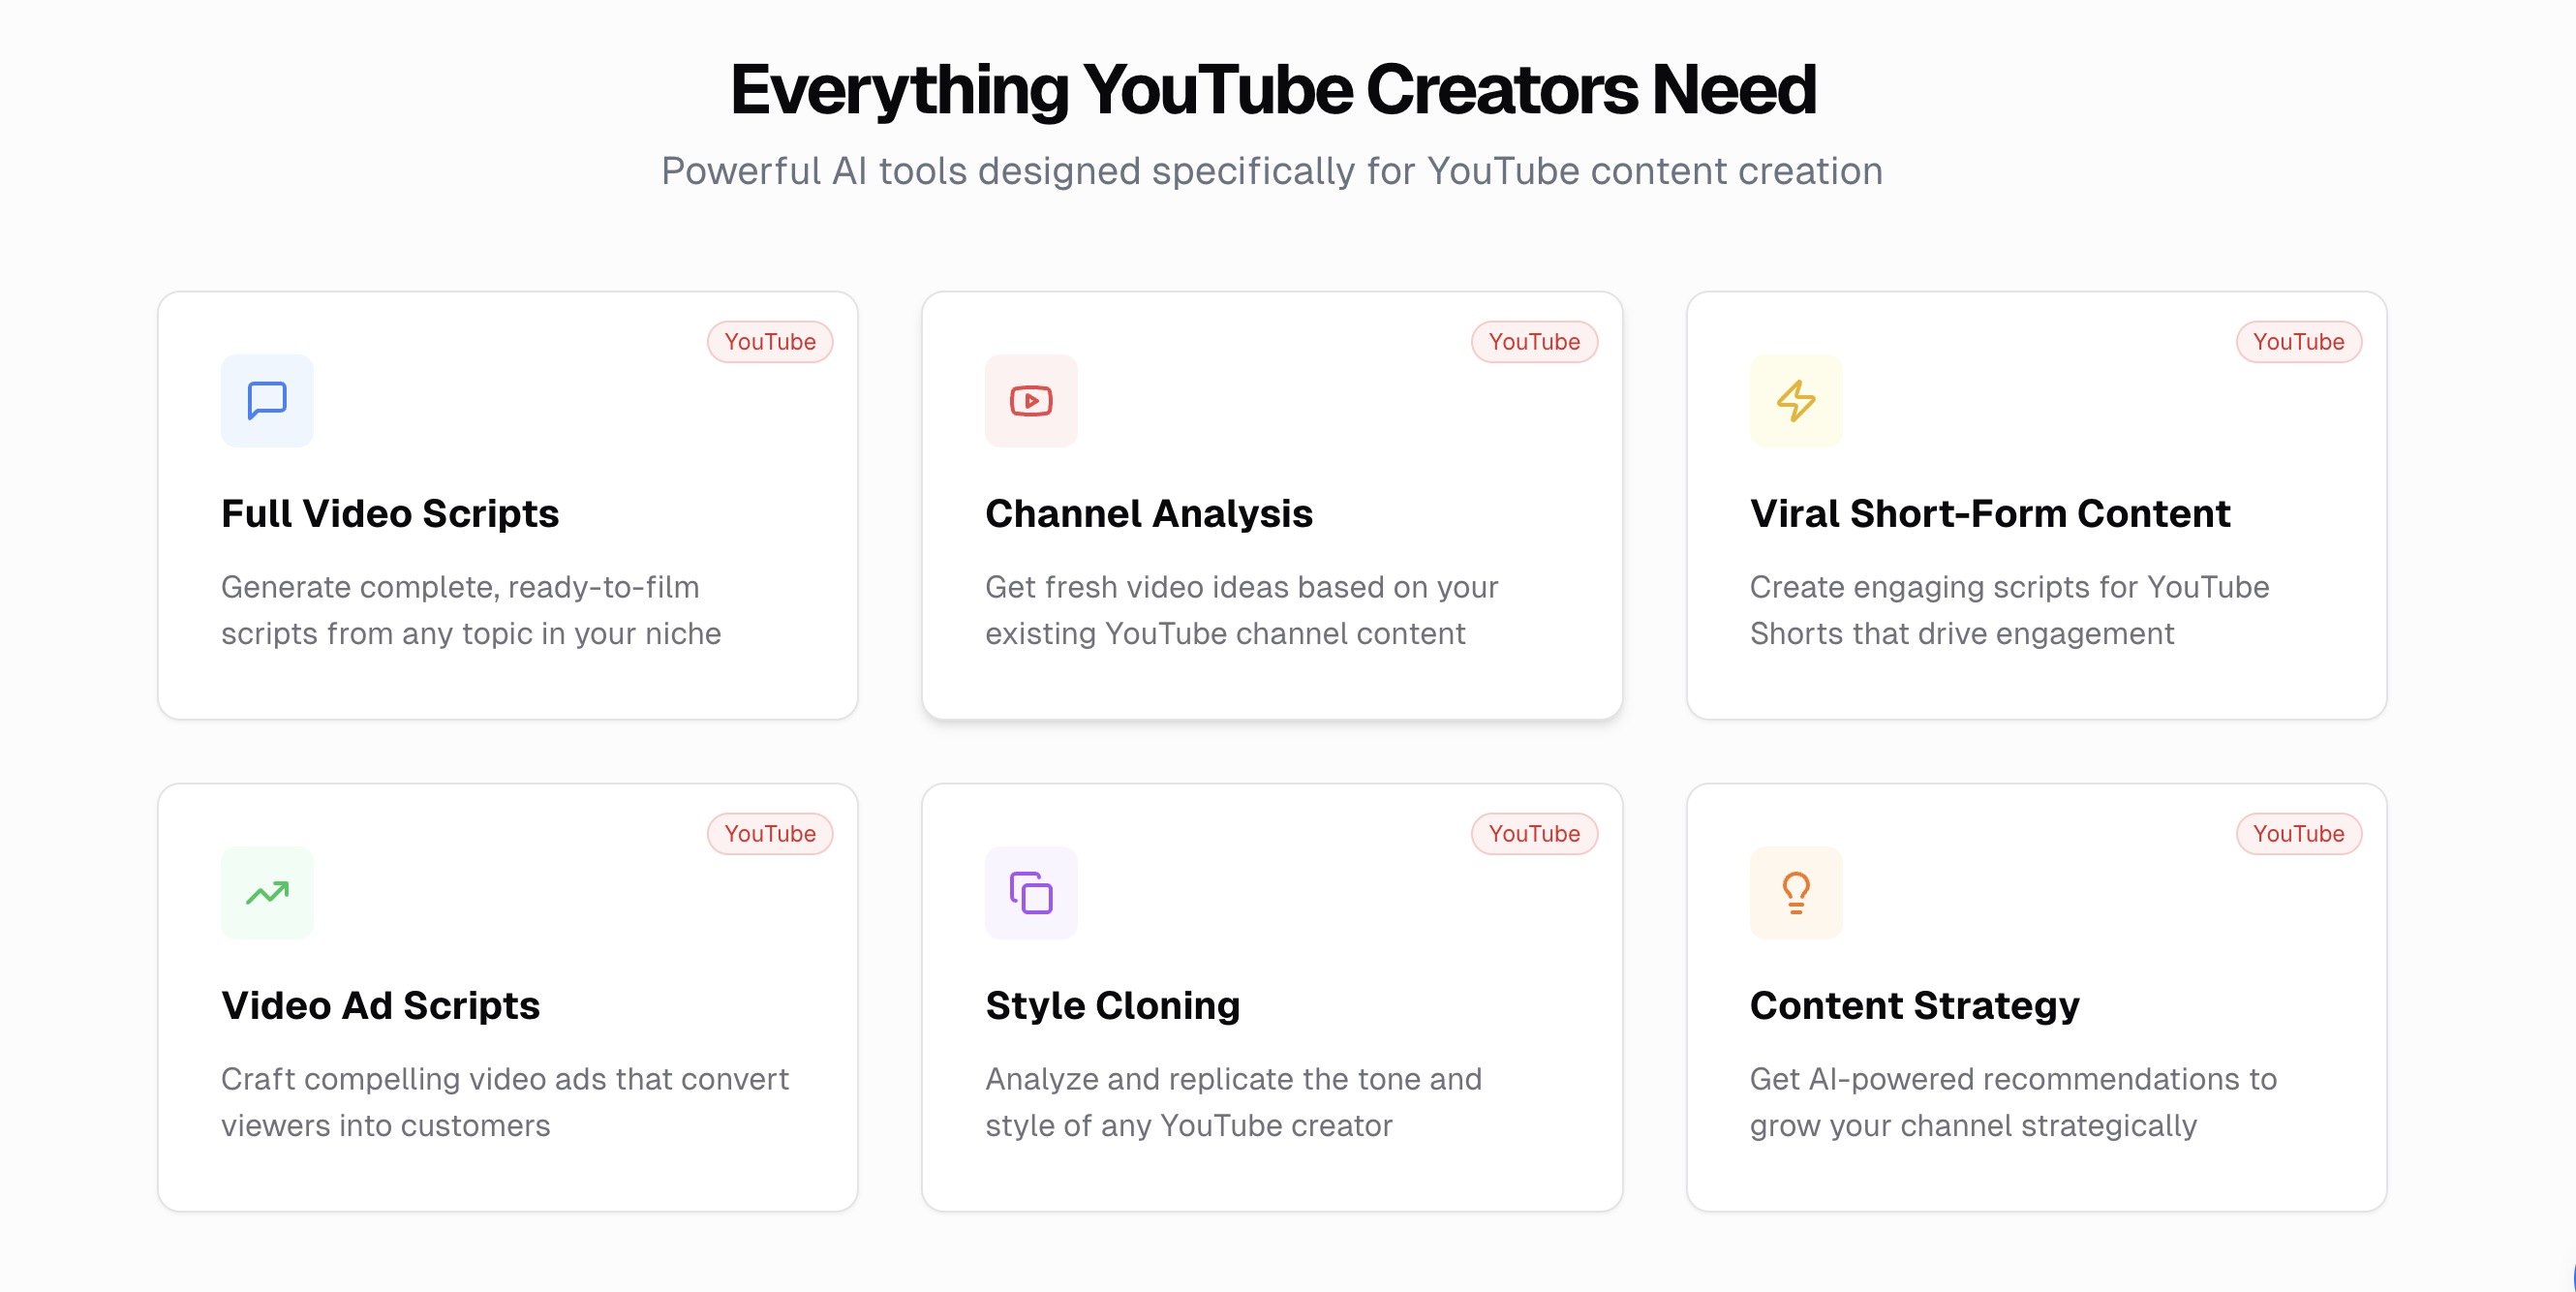 Everything YouTube Creators Need
Powerful AI tools designed specifically for YouTube content creation
YouTube
Full Video Scripts
Generate complete, ready-to-film
scripts from any topic in your niche
YouTube
Channel Analysis
Get fresh video ideas based on your
existing YouTube channel content
YouTube
Viral Short-Form Content
Create engaging scripts for YouTube
Shorts that drive engagement
YouTube
Video Ad Scripts
Craft compelling video ads that convert
viewers into customers
YouTube
Style Cloning
Analyze and replicate the tone and
style of any YouTube creator
YouTube
Content Strategy
Get AI-powered recommendations to
grow your channel strategically